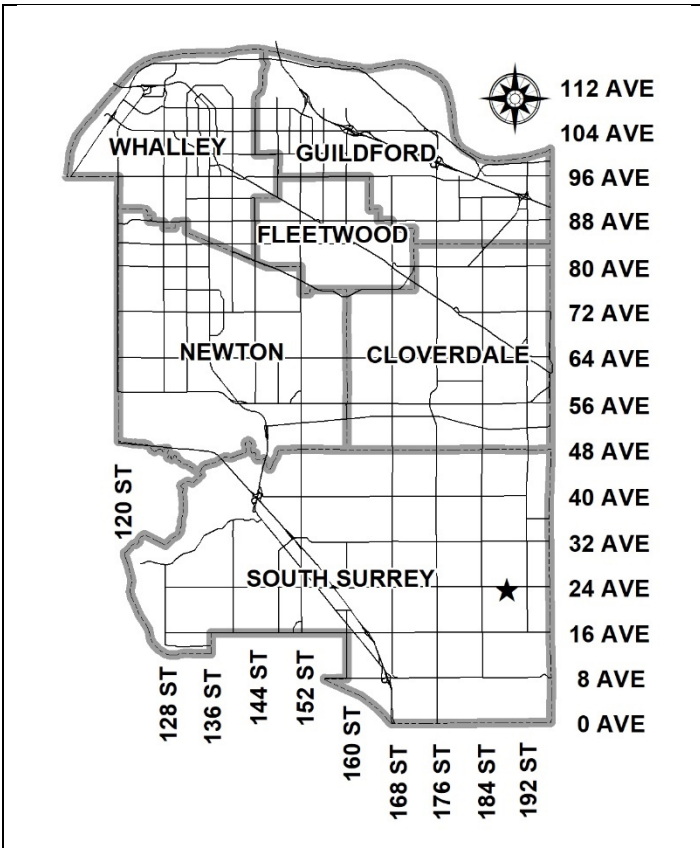 112 AVE
104 AVE
WHALLEY
GUILDFORD
96 AVE
88 AVE
FLEETWOOD
80 AVE
72 AVE
NEWTON
CLOVERDALE
64 AVE
56 AVE
48 AVE
120 ST
40 AVE
32 AVE
SOUTH SURREY
24 AVE
16 AVE
8 AVE
0 AVE
128 ST
136 ST
144 ST
152 ST
160 ST
168 ST
176 ST
184 ST
192 ST